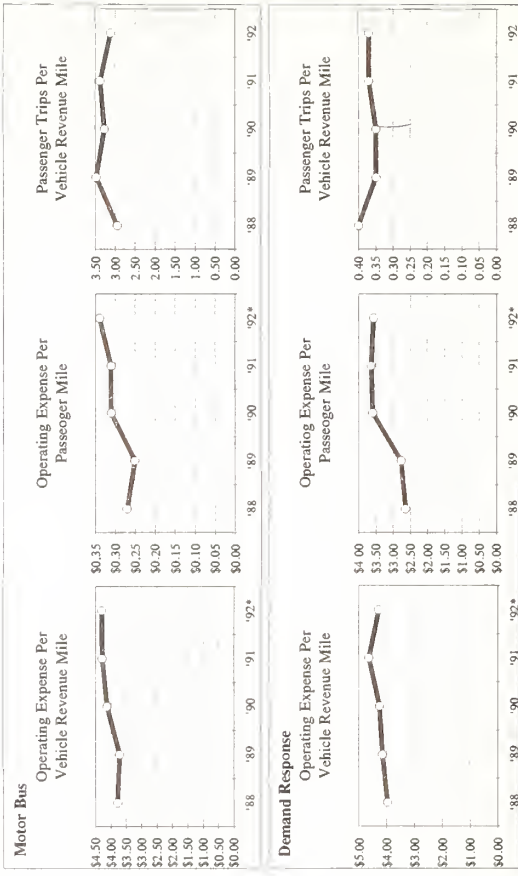 Motor Bus
Operating Expense Per
Vehicle Revenue Mile
$4.50
$4.00
$3.50
$3.00
$2.50
$2.00
$1.50
$1.00
$0.50
$0.00
'88 '89 '90 '91 '92*
Operating Expense Per
Passeoger Mile
$0.35
$0.30
$0.25
$0.20
$0.15
$0.10
$0.05
$0.00
'88 '89 '90 '91 '92*
Passenger Trips Per
Vehicle Revenue Mile
3.50
3.00
2.50
2.00
1.50
1.00
0.50
0.00
'88 '89 '90 '91 '92
Demand Response
Operating Expense Per
Vehicle Revenue Mile
$5.00
$4.00
$3.00
$2.00
$1.00
$0.00
'88 '89 '90 '91 '92*
Operatiog Expense Per
Passeoger Mile
$4.00
$3.50
$3.00
$2.50
$2.00
$1.50
$1.00
$0.50
$0.00
'88 '89 '90 '91 '92*
Passenger Trips Per
Vehicle Revenue Mile
0.40
0.35
0.30
0.25
0.20
0.15
0.10
0.05
0.00
'88 '89 '90 '91 '92